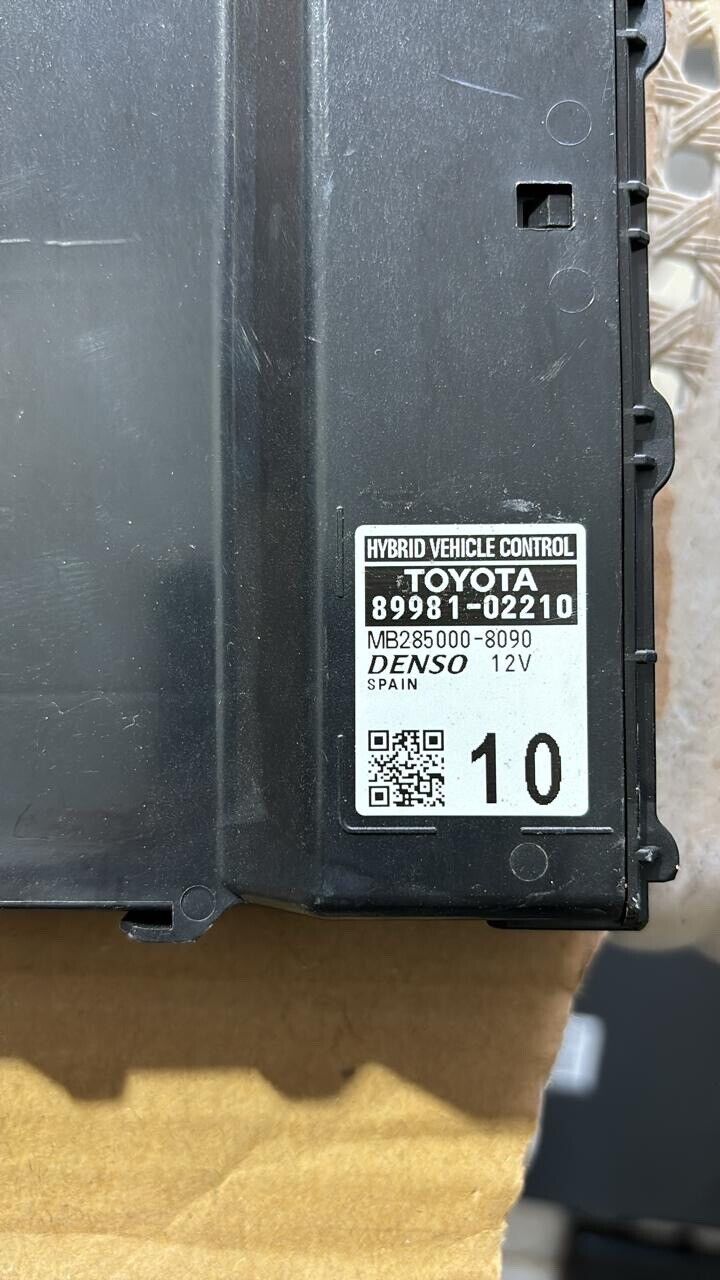 HYBRID VEHICLE CONTROL
TOYOTA
89981-02210
MB285000-8090
DENSO 12V
SPAIN
10